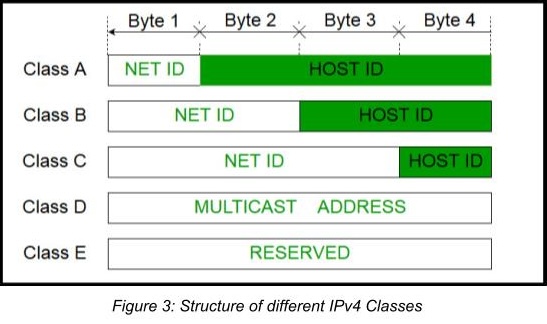 Byte 1 Byte 2 Byte 3 Byte 4
Class A NET ID HOST ID
Class B NET ID HOST ID
Class C NET ID HOST ID
Class D MULTICAST ADDRESS
Class E RESERVED
Figure 3: Structure of different IPv4 Classes